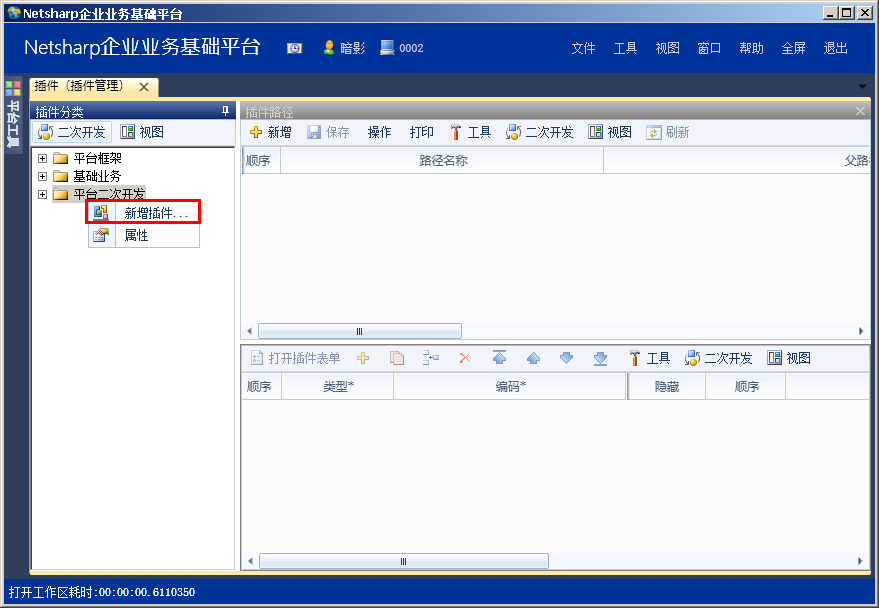 Netsharp企业业务基础平台
Netsharp企业业务基础平台 暗影 0002 文件 工具 视图 窗口 帮助 全屏 退出
平台工具
插件（插件管理）
插件分类
二次开发 视图
平台框架
基础业务
平台二次开发
新增插件...
属性
插件路径
新增 保存 操作 打印 工具 二次开发 视图 刷新
顺序 路径名称
打开插件表单 工具 二次开发 视图
顺序 类型* 编码* 隐藏 顺序
打开工作区耗时:00:00:00.6110350